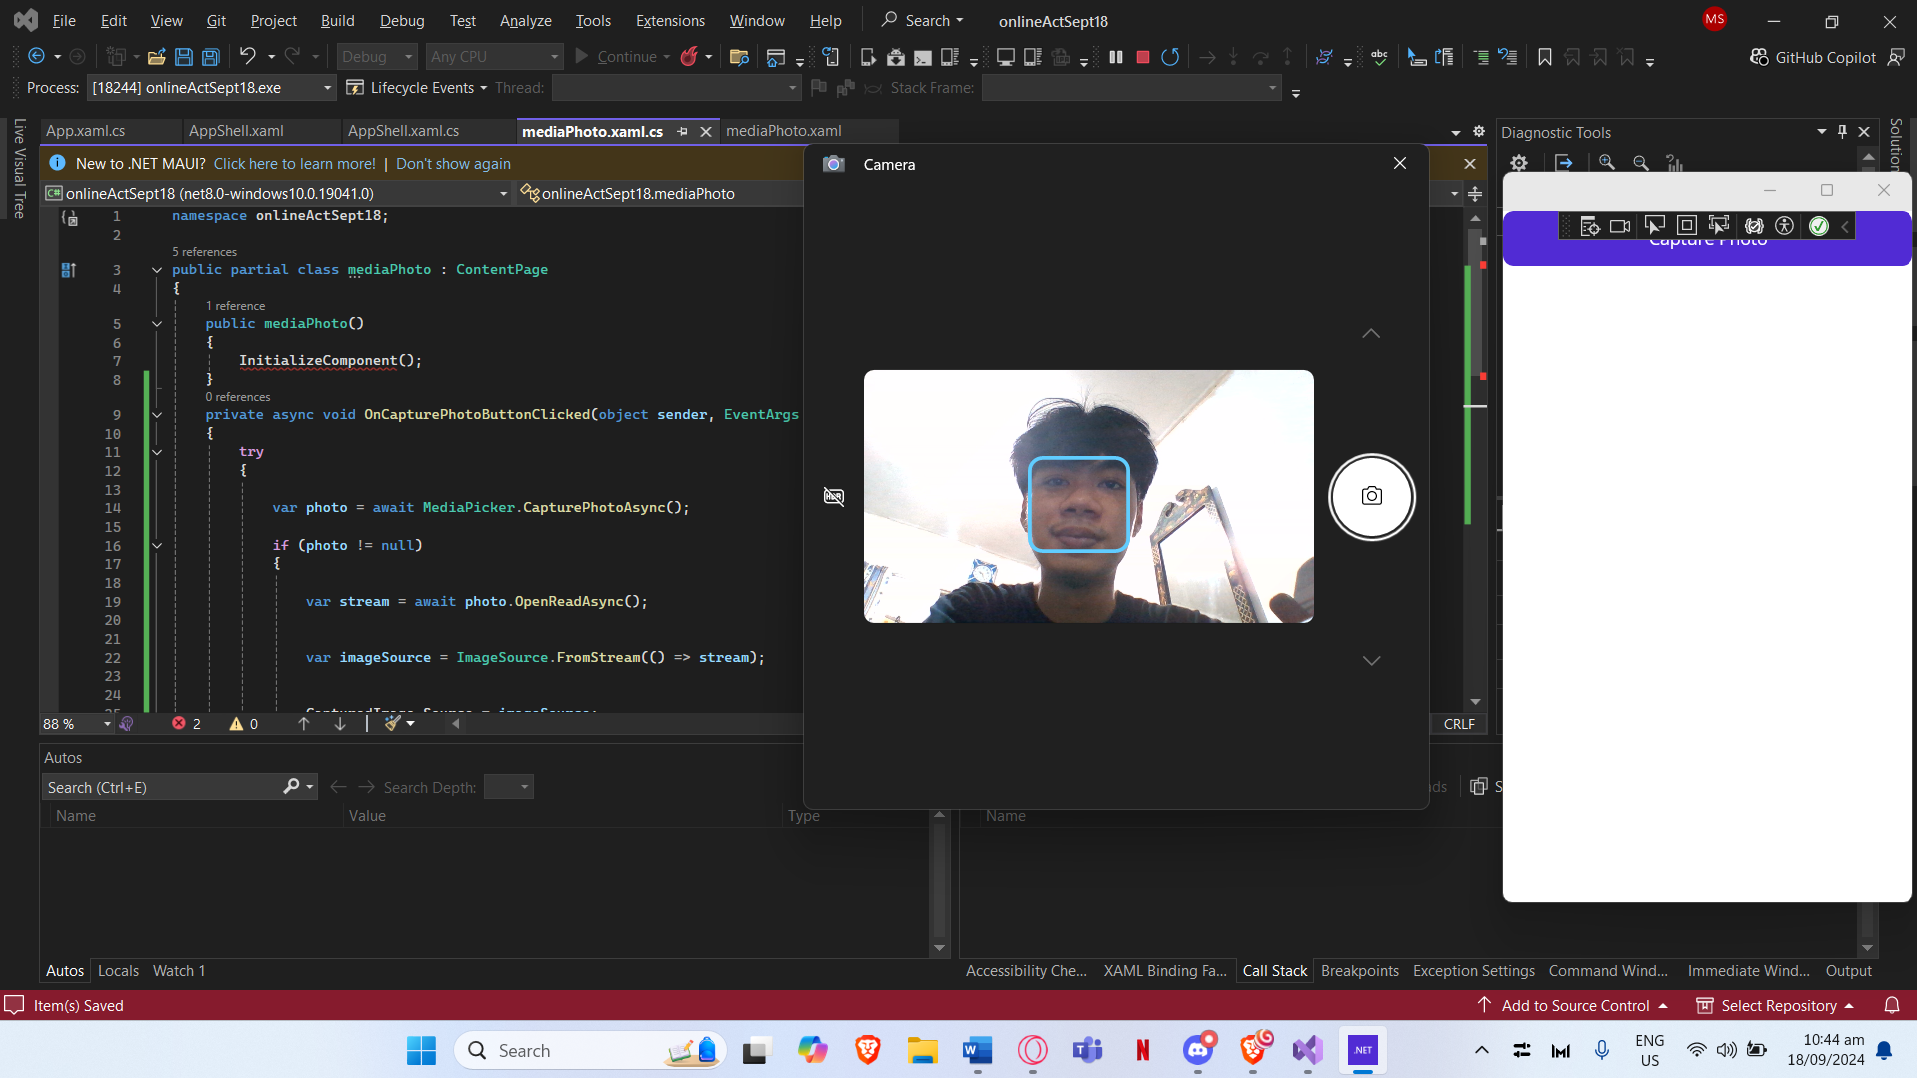 File Edit View Git Project Build Debug Test Analyze Tools Extensions Window Help Search onlineActSept18 MS
Debug Any CPU Continue GitHub Copilot
Process: [18244] onlineActSept18.exe Lifecycle Events Thread: Stack Frame:
Live Visual Tree
App.xaml.cs AppShell.xaml AppShell.xaml.cs mediaPhoto.xaml.cs mediaPhoto.xaml
New to .NET MAUI? Click here to learn more! | Don't show again
onlineActSept18 (net8.0-windows10.0.19041.0) onlineActSept18.mediaPhoto
1 namespace onlineActSept18;
2
5 references
3 public partial class mediaPhoto : ContentPage
4 {
1 reference
5 public mediaPhoto()
6 {
7 InitializeComponent();
8 }
0 references
9 private async void OnCapturePhotoButtonClicked(object sender, EventArgs
10 {
11 try
12 {
13
14 var photo = await MediaPicker.CapturePhotoAsync();
15
16 if (photo != null)
17 {
18
19 var stream = await photo.OpenReadAsync();
20
21
22 var imageSource = ImageSource.FromStream(() => stream);
23
24
25 CapturedImage.Source = imageSource;
88 % 2 0 CRLF
Camera
HDR
Diagnostic Tools
Solution
Capture Photo
Autos
Search (Ctrl+E) Search Depth:
Name Value Type
Name
Autos Locals Watch 1
Accessibility Che... XAML Binding Fa... Call Stack Breakpoints Exception Settings Command Wind... Immediate Wind... Output
Item(s) Saved Add to Source Control Select Repository
Search
.NET
ENG
US
10:44 am
18/09/2024